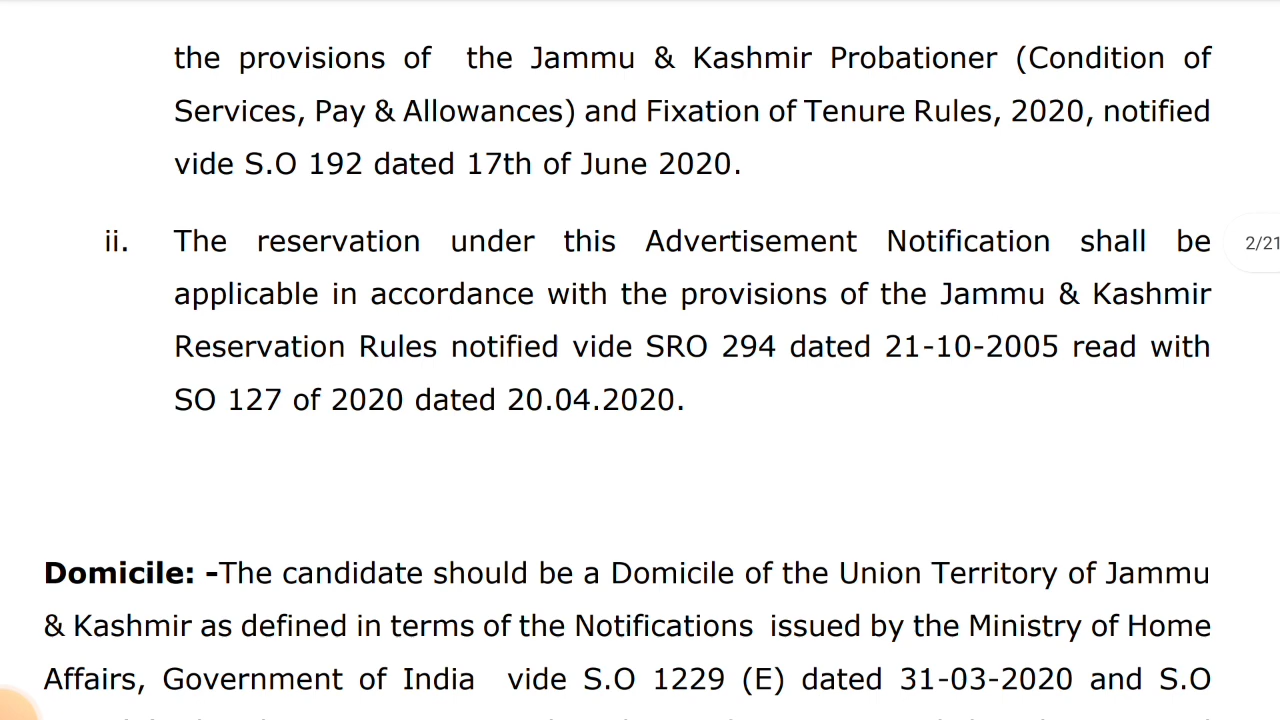 the provisions of the Jammu & Kashmir Probationer (Condition of
Services, Pay & Allowances) and Fixation of Tenure Rules, 2020, notified
vide S.O 192 dated 17th of June 2020.
ii. The reservation under this Advertisement Notification shall be
applicable in accordance with the provisions of the Jammu & Kashmir
Reservation Rules notified vide SRO 294 dated 21-10-2005 read with
SO 127 of 2020 dated 20.04.2020.
2/21
Domicile: -The candidate should be a Domicile of the Union Territory of Jammu
& Kashmir as defined in terms of the Notifications issued by the Ministry of Home
Affairs, Government of India vide S.O 1229 (E) dated 31-03-2020 and S.O